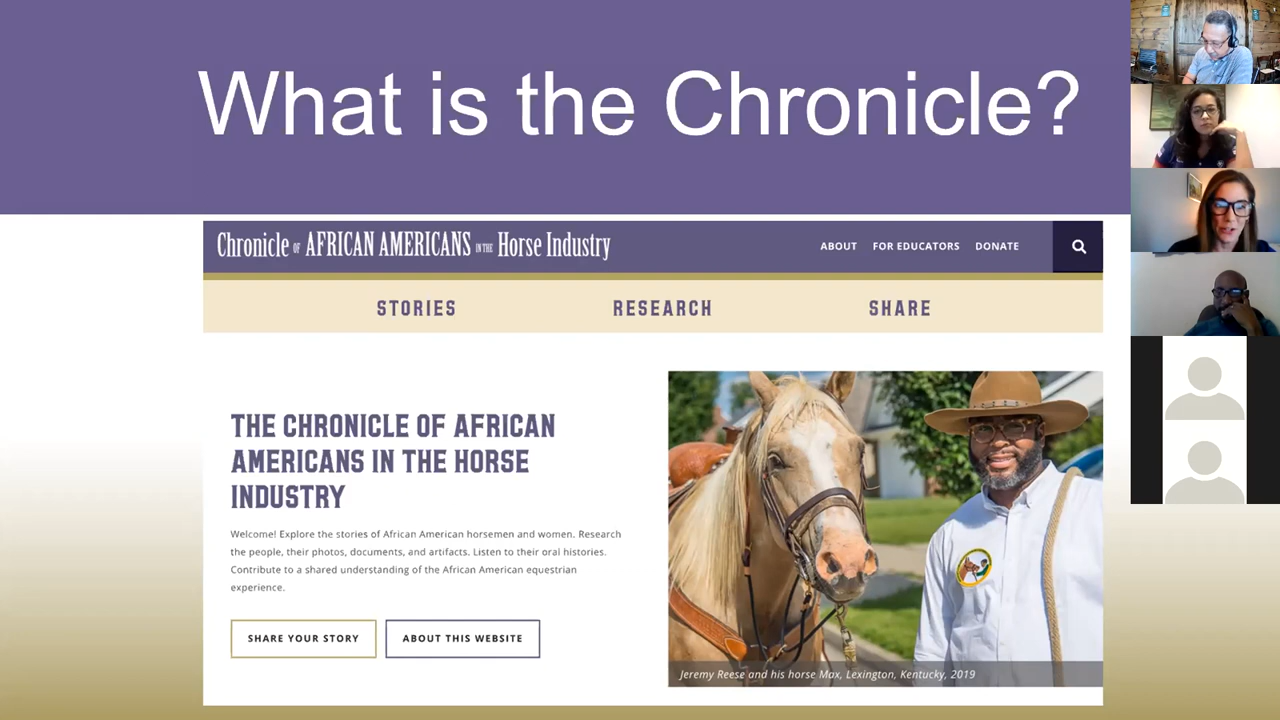 What is the Chronicle?
Chronicle OF AFRICAN AMERICANS IN THE Horse Industry
ABOUT FOR EDUCATORS DONATE
STORIES RESEARCH SHARE
THE CHRONICLE OF AFRICAN
AMERICANS IN THE HORSE
INDUSTRY
Welcome! Explore the stories of African American horsemen and women. Research
the people, their photos, documents, and artifacts. Listen to their oral histories.
Contribute to a shared understanding of the African American equestrian
experience.
SHARE YOUR STORY ABOUT THIS WEBSITE
Jeremy Reese and his horse Max, Lexington, Kentucky, 2019